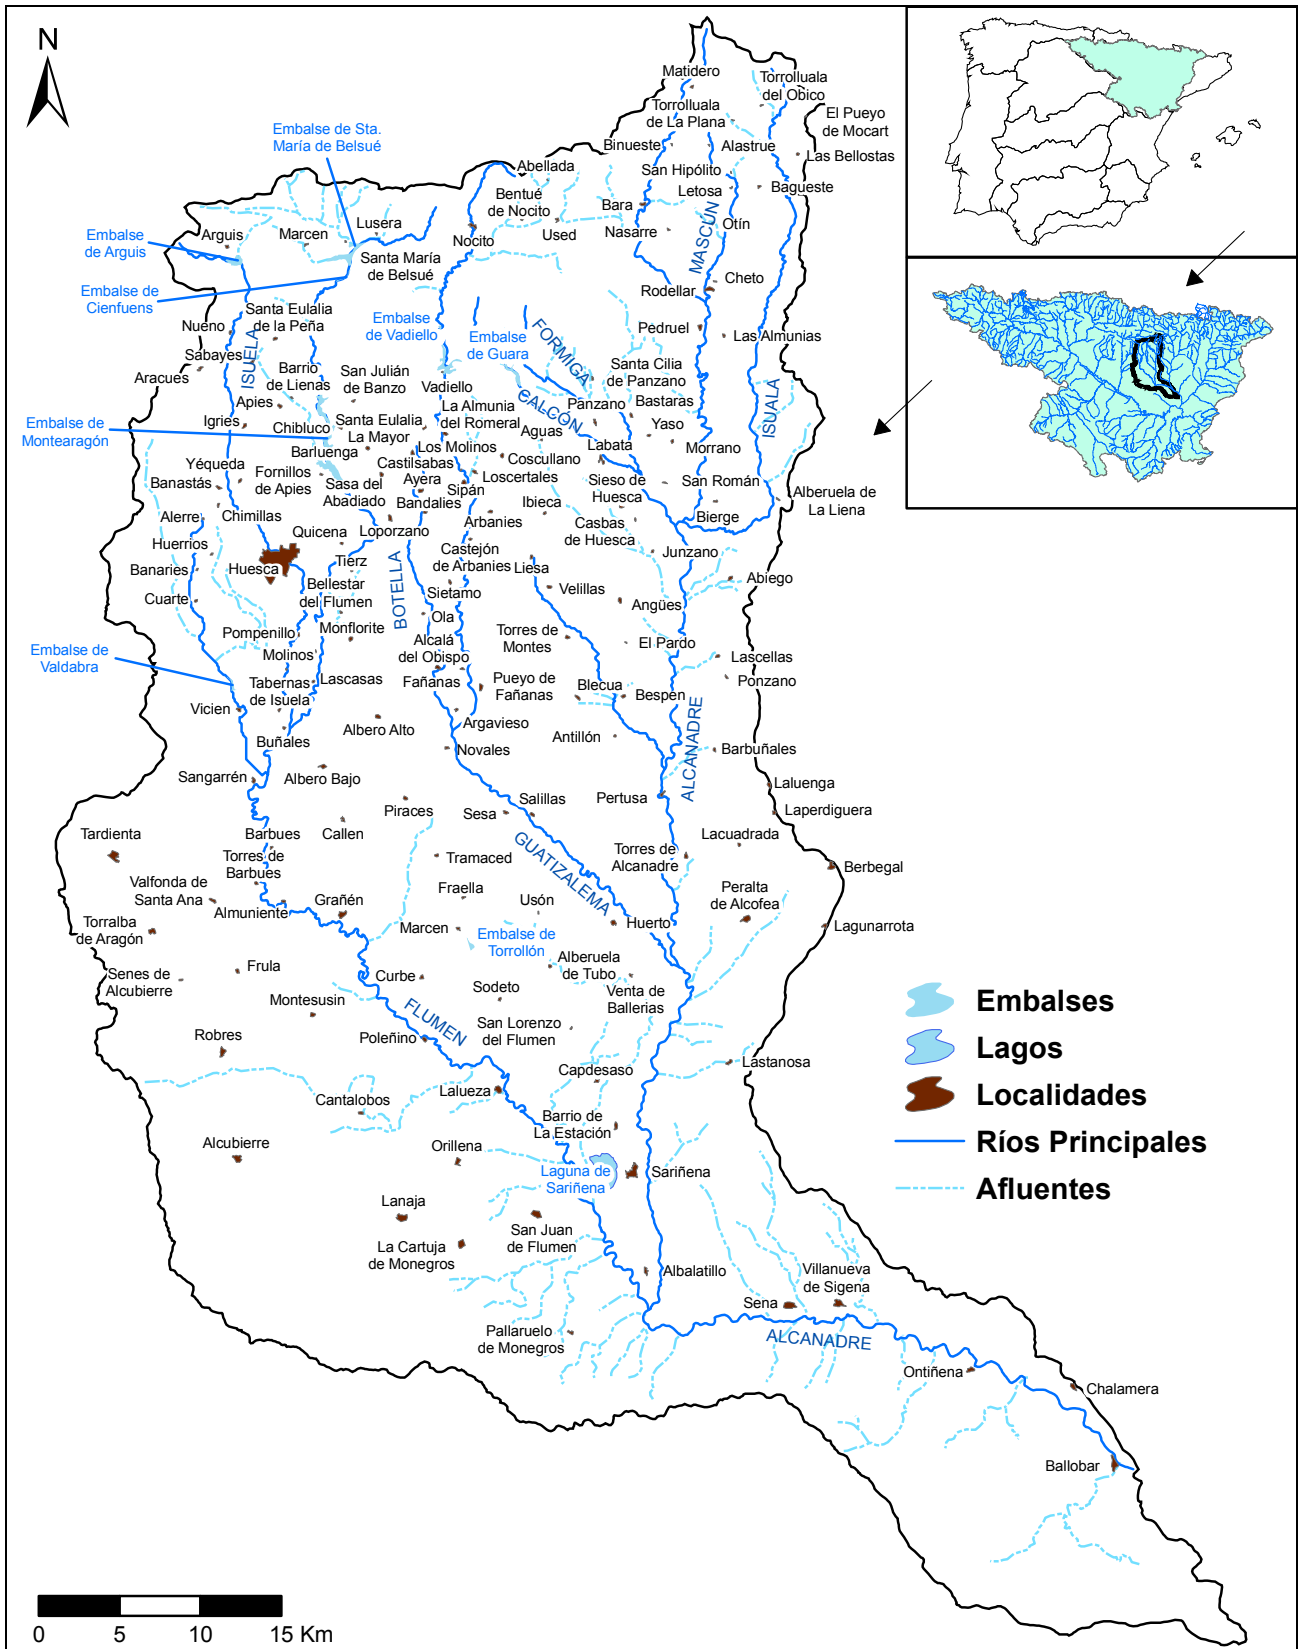 N
Matidero
Torrolluala
del Obico
Torrolluala
de La Plana
El Pueyo
de Mocart
Embalse de Sta.
María de Belsué
Binueste
Alastrue
Las Bellostas
Abellada
San Hipólito
Letosa
Bagueste
Bentué
de Nocito
Bara
Lusera
Otín
Embalse
de Arguis
Arguis
Marcen
Nocito
Used
Nasarre
MASCÚN
Santa María
de Belsué
Embalse de
Cienfuens
Cheto
Rodellar
Santa Eulalia
de la Peña
Nueno
Embalse
de Vadiello
Embalse
de Guara
FORMIGA
Pedruel
Las Almunias
Sabayes
ISUELA
Barrio
de Lienas
San Julián
de Banzo
Santa Cilia
de Panzano
Aracues
Vadiello
CALCÓN
Panzano
Bastaras
ISUALA
Apies
La Almunia
del Romeral
Embalse de
Montearagón
Igries
Chibluco
Santa Eulalia
La Mayor
Aguas
Yaso
Barluenga
Los Molinos
Labata
Morrano
Yéqueda
Fornillos
de Apies
Castilsabas
Coscullano
Banastás
Sasa del
Abadiado
Ayera
Loscertales
Sieso de
Huesca
San Román
Sipán
Alberuela de
La Liena
Bandalies
Ibieca
Alerre
Chimillas
Quicena
Loporzano
Arbanies
Casbas
de Huesca
Bierge
Huerrios
Tierz
Castejón
de Arbanies
Junzano
Banaries
Huesca
BOTELLA
Liesa
Bellestar
del Flumen
Velillas
Abiego
Cuarte
Sietamo
Angües
Ola
Pompenillo
Monflorite
Torres de
Montes
Alcalá
del Obispo
El Pardo
Embalse de
Valdabra
Molinos
Lascellas
Tabernas
de Isuela
Lascasas
Fañanas
Pueyo de
Fañanas
Blecua
Bespén
Ponzano
Vicien
Albero Alto
Argavieso
ALCANADRE
Buñales
Novales
Antillón
Barbuñales
Sangarrén
Albero Bajo
Laluenga
Piraces
Sesa
Salillas
Pertusa
Laperdiguera
Tardienta
Barbues
Callen
GUATIZALEMA
Lacuadrada
Torres de
Barbues
Tramaced
Torres de
Alcanadre
Berbegal
Valfonda de
Santa Ana
Fraella
Usón
Peralta
de Alcofea
Almuniente
Grañén
Torralba
de Aragón
Marcen
Huerto
Lagunarrota
Embalse de
Torrollón
Senes de
Alcubierre
Frula
Curbe
Alberuela
de Tubo
Montesusin
Sodeto
Venta de
Ballerias
FLUMEN
Robres
Poleñino
San Lorenzo
del Flumen
Capdesaso
Lastanosa
Cantalobos
Lalueza
Barrio de
La Estación
Alcubierre
Orillena
Laguna de
Sariñena
Sariñena
Lanaja
San Juan
de Flumen
La Cartuja
de Monegros
Albalatillo
Villanueva
de Sigena
Sena
Pallaruelo
de Monegros
ALCANADRE
Ontiñena
Chalamera
Ballobar
Embalses
Lagos
Localidades
Ríos Principales
Afluentes
0 5 10 15 Km